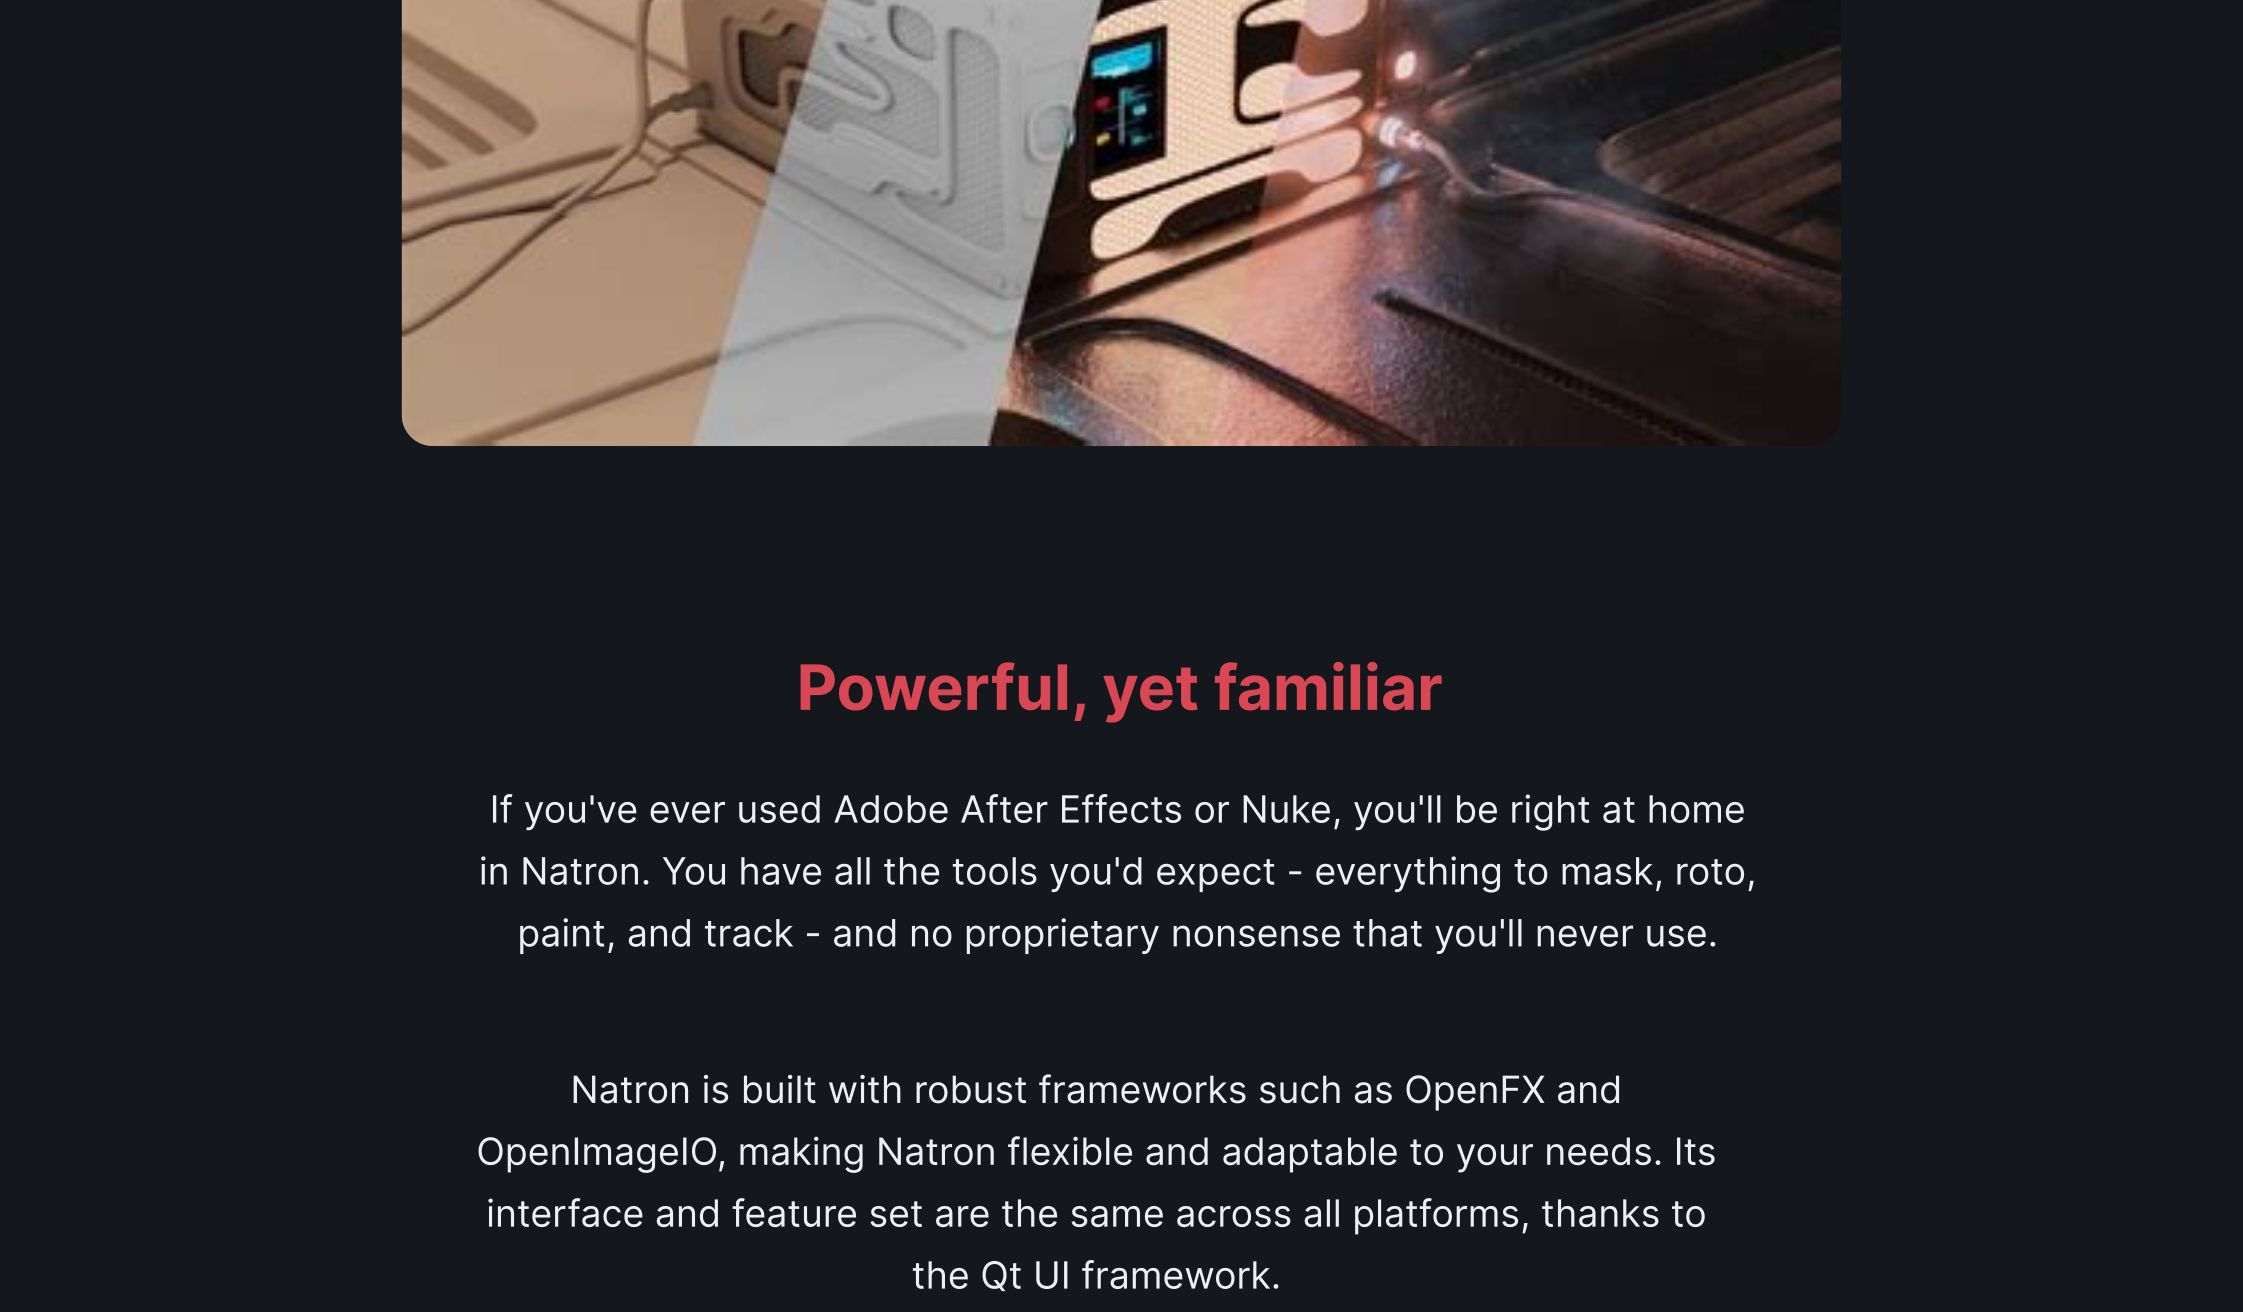 Powerful, yet familiar
If you've ever used Adobe After Effects or Nuke, you'll be right at home
in Natron. You have all the tools you'd expect - everything to mask, roto,
paint, and track - and no proprietary nonsense that you'll never use.
Natron is built with robust frameworks such as OpenFX and
OpenImageIO, making Natron flexible and adaptable to your needs. Its
interface and feature set are the same across all platforms, thanks to
the Qt UI framework.